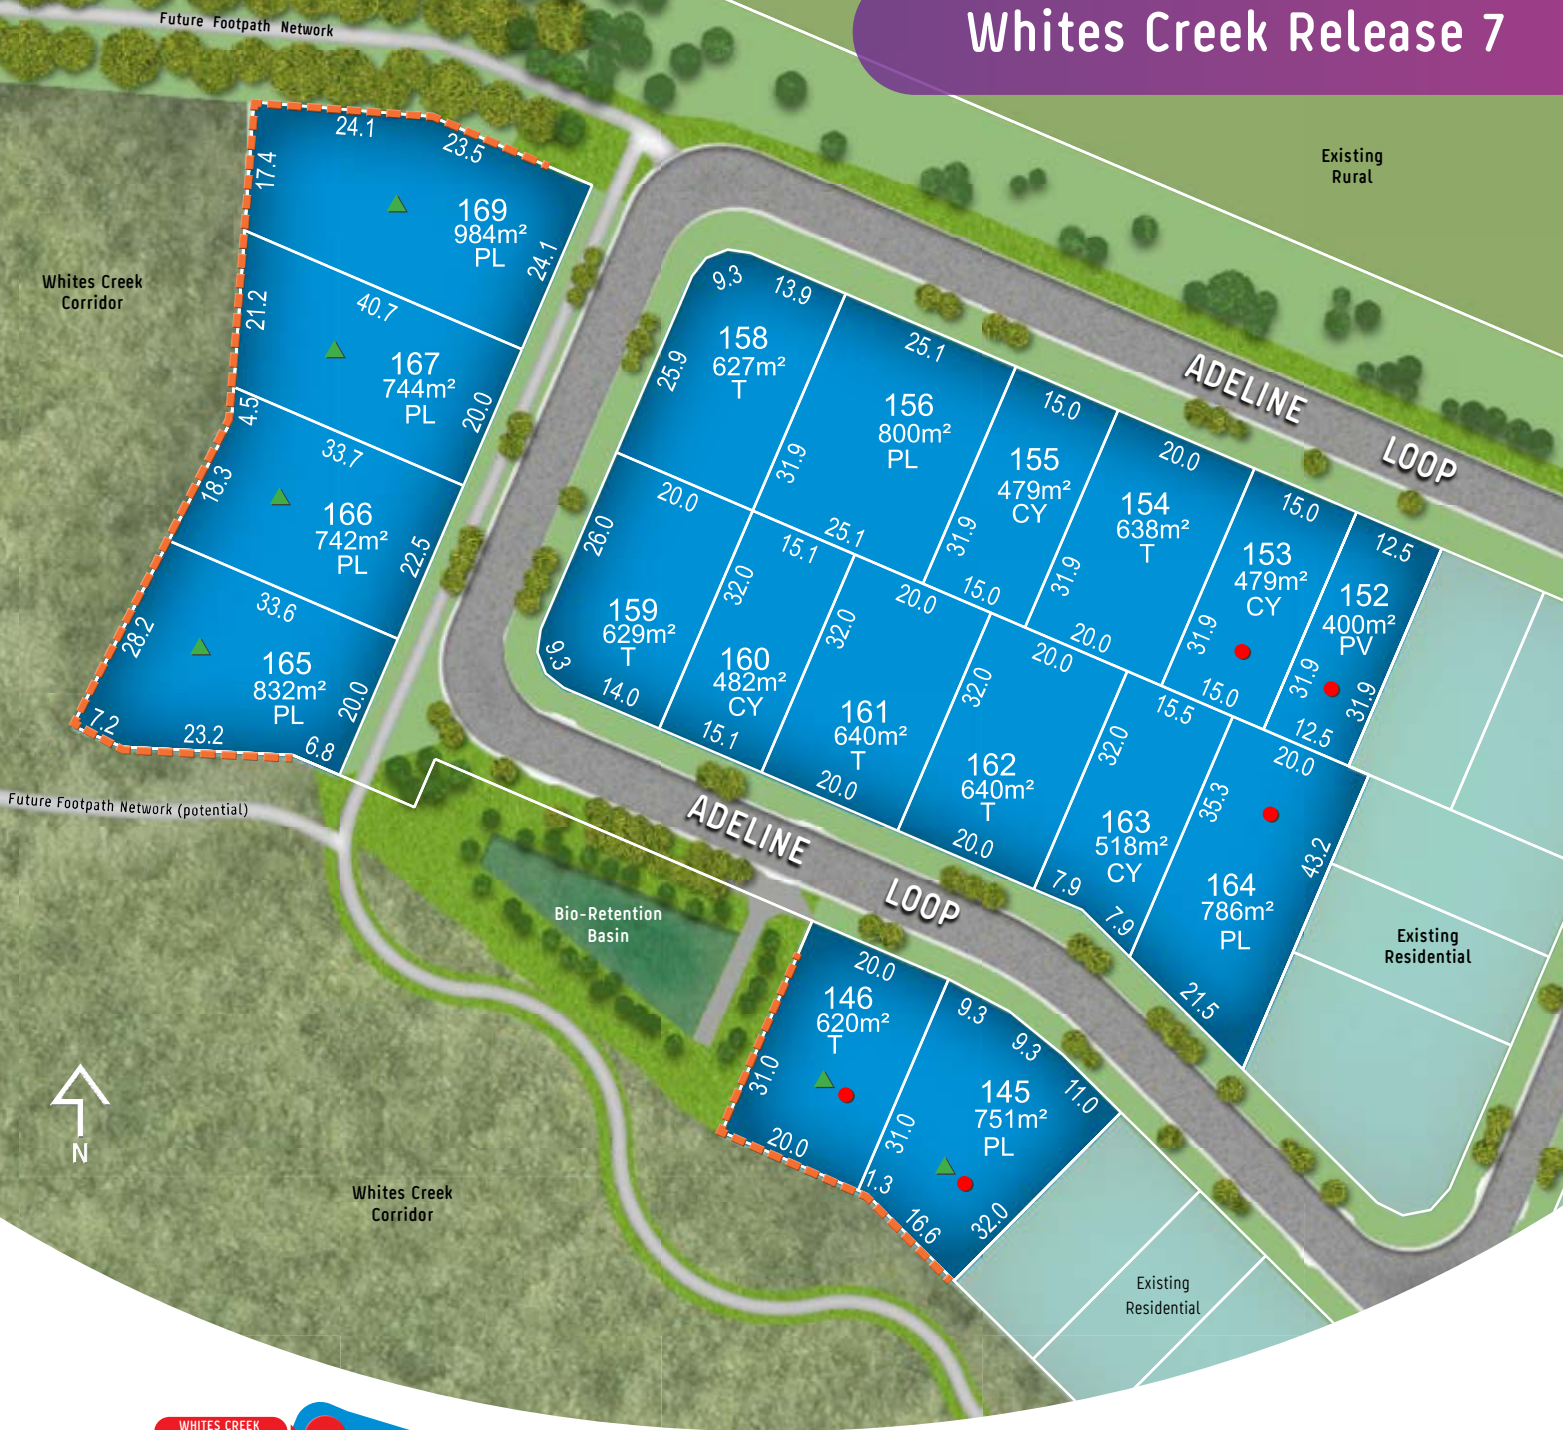 Whites Creek Release 7
Future Footpath Network
Existing
Rural
Whites Creek
Corridor
24.1
23.5
17.4
169
984m²
PL
24.1
40.7
21.2
167
744m²
PL
20.0
4.5
33.7
18.3
166
742m²
PL
22.5
33.6
28.2
165
832m²
PL
20.0
7.2
23.2
6.8
Future Footpath Network (potential)
9.3
13.9
158
627m²
T
25.9
31.9
25.1
156
800m²
PL
25.1
15.0
155
479m²
CY
31.9
15.0
20.0
154
638m²
T
31.9
20.0
15.0
153
479m²
CY
31.9
15.0
12.5
152
400m²
PV
31.9
31.9
12.5
ADELINE
LOOP
20.0
26.0
159
629m²
T
9.3
14.0
15.1
32.0
160
482m²
CY
15.1
20.0
32.0
161
640m²
T
20.0
20.0
32.0
162
640m²
T
20.0
15.5
32.0
163
518m²
CY
7.9
7.9
20.0
35.3
164
786m²
PL
43.2
21.5
ADELINE
LOOP
Bio-Retention
Basin
Existing
Residential
20.0
146
620m²
T
31.0
20.0
9.3
9.3
11.0
145
751m²
PL
31.0
1.3
16.6
32.0
N
Whites Creek
Corridor
Existing
Residential
WHITES CREEK